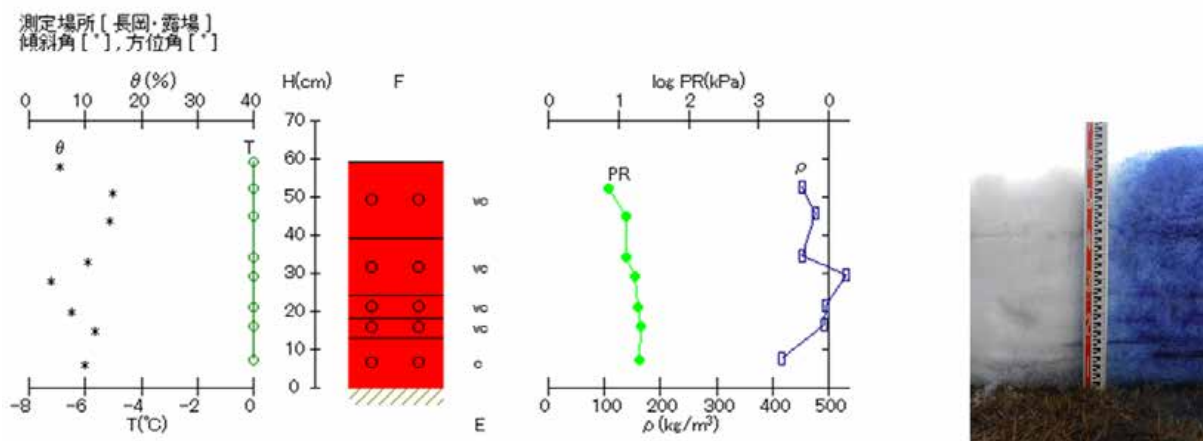 測定場所[ 長岡・露場 ]
傾斜角[ ° ], 方位角[ ° ]
θ(%)
0 10 20 30 40
H(cm)
F
log PR(kPa)
0 1 2 3 0
70
60
50
40
30
20
10
0
θ
T
PR
ρ
vc
vc
vc
vc
c
-8 -6 -4 -2 0
T(°C)
E
0 100 200 300 400 500
ρ(kg/m³)